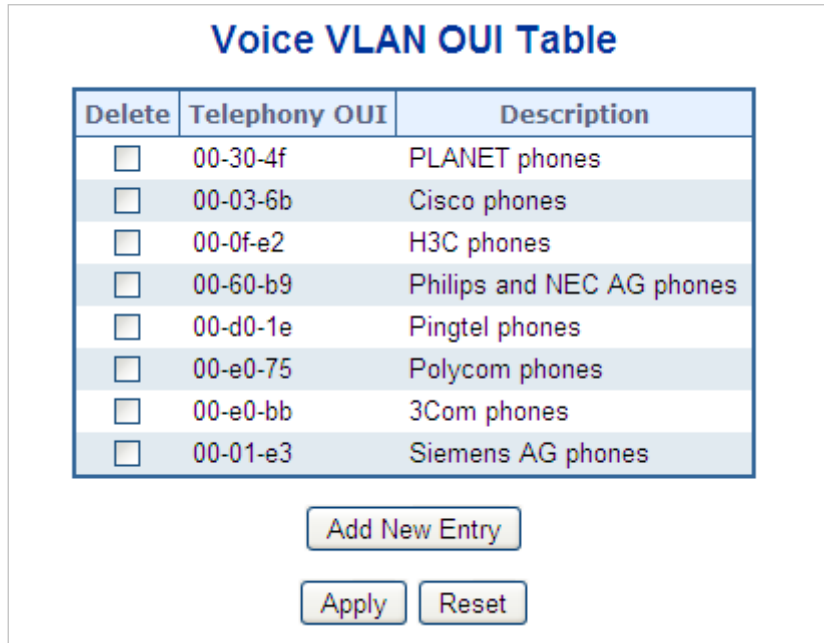 Voice VLAN OUI Table
Delete Telephony OUI Description
00-30-4f PLANET phones
00-03-6b Cisco phones
00-0f-e2 H3C phones
00-60-b9 Philips and NEC AG phones
00-d0-1e Pingtel phones
00-e0-75 Polycom phones
00-e0-bb 3Com phones
00-01-e3 Siemens AG phones
Add New Entry
Apply Reset